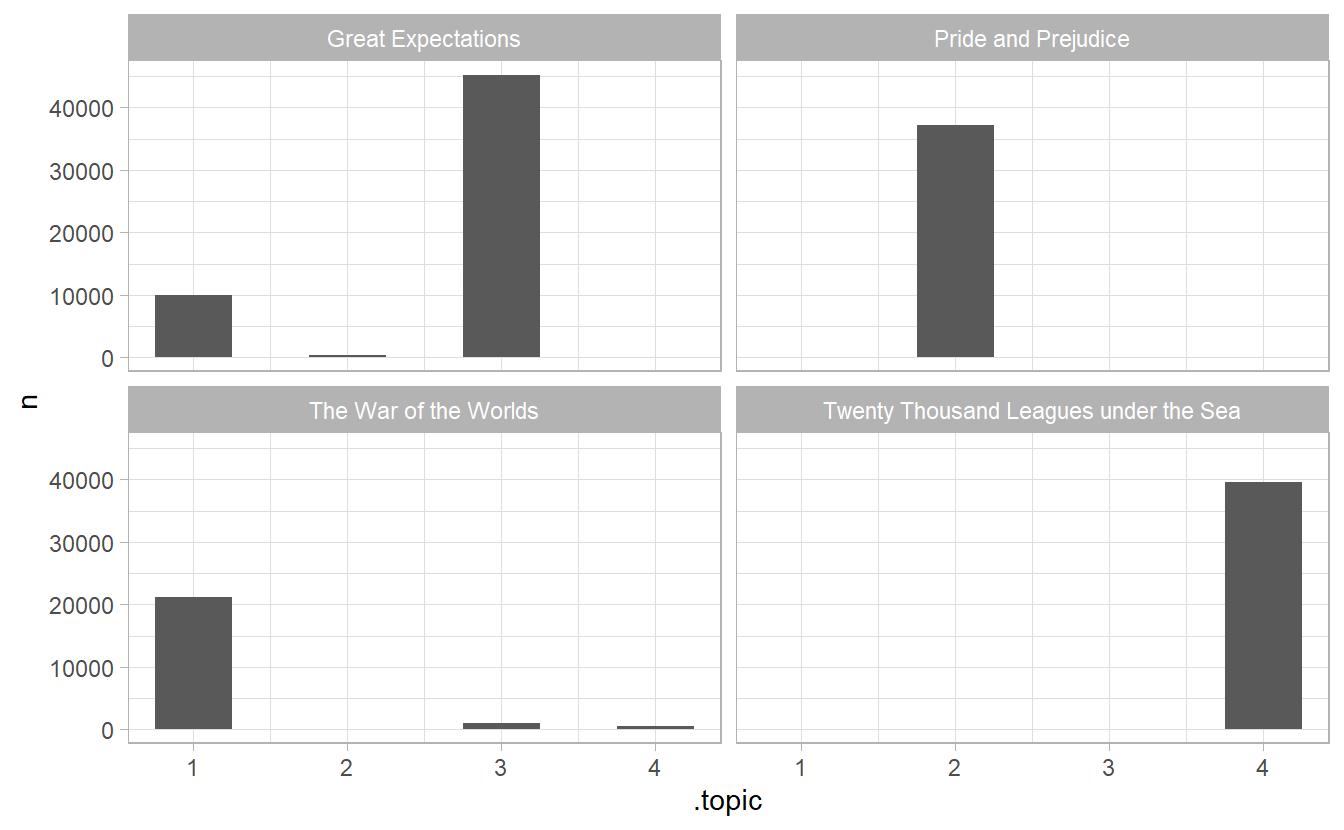 Great Expectations
Pride and Prejudice
40000
30000
20000
10000
0
n
The War of the Worlds
Twenty Thousand Leagues under the Sea
40000
30000
20000
10000
0
1 2 3 4 1 2 3 4
.topic